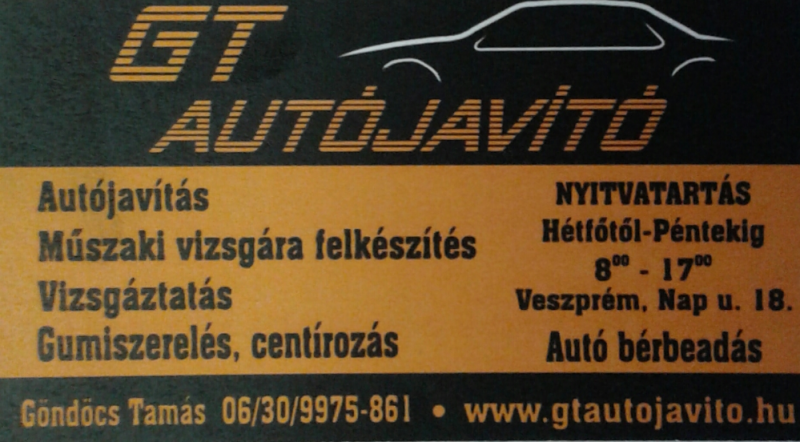 GT
AUTÓJAVÍTÓ
Autójavítás
Műszaki vizsgára felkészítés
Vizsgáztatás
Gumiszerelés, centírozás
NYITVATARTÁS
Hétfőtől-Péntekig
8⁰⁰ - 17⁰⁰
Veszprém, Nap u. 18.
Autó bérbeadás
Göndöcs Tamás 06/30/9975-861 • www.gtautojavito.hu